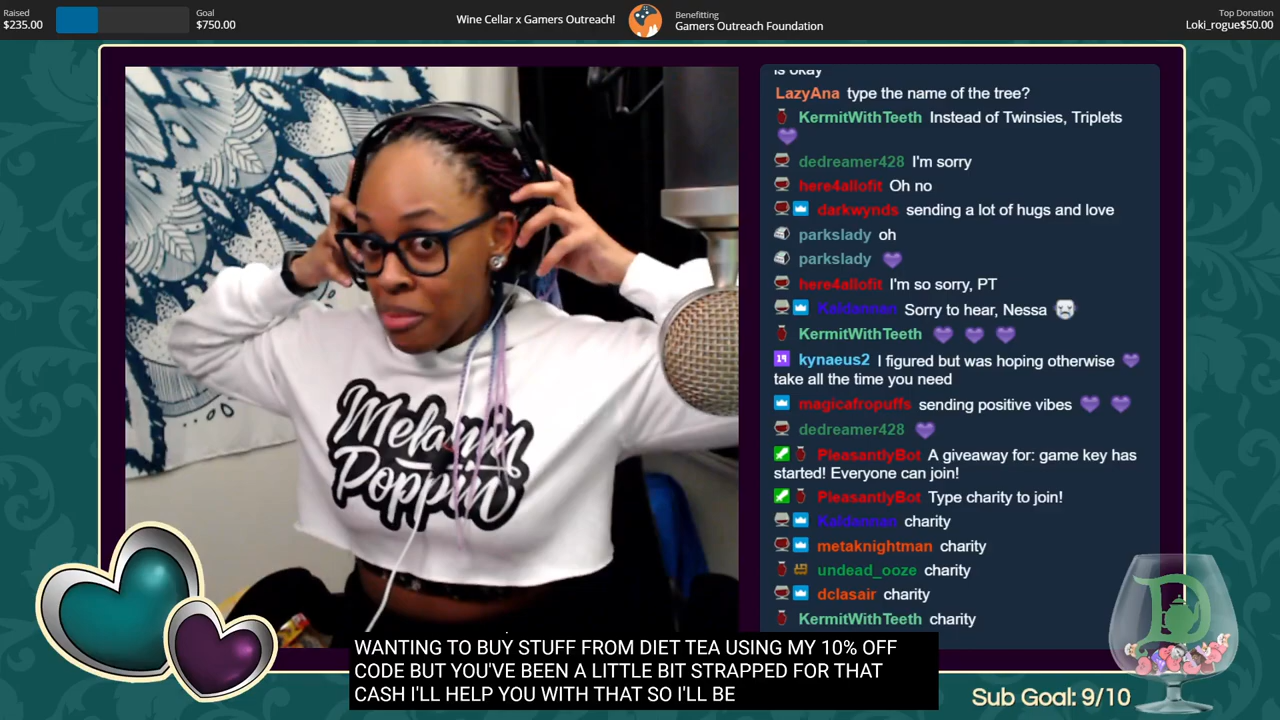 Raised
$235.00
Goal
$750.00
Wine Cellar x Gamers Outreach!
Benefitting
Gamers Outreach Foundation
Top Donation
Loki_rogue$50.00
is okay
LazyAna type the name of the tree?
KermitWithTeeth Instead of Twinsies, Triplets
dedreamer428 I'm sorry
here4allofit Oh no
darkwynds sending a lot of hugs and love
parkslady oh
parkslady
here4allofit I'm so sorry, PT
Kaldannan Sorry to hear, Nessa
KermitWithTeeth
19 kynaeus2 I figured but was hoping otherwise
take all the time you need
magicafropuffs sending positive vibes
dedreamer428
PleasantlyBot A giveaway for: game key has
started! Everyone can join!
PleasantlyBot Type charity to join!
Kaldannan charity
metaknightman charity
undead_ooze charity
dclasair charity
KermitWithTeeth charity
Melanin
Poppin
WANTING TO BUY STUFF FROM DIET TEA USING MY 10% OFF
CODE BUT YOU'VE BEEN A LITTLE BIT STRAPPED FOR THAT
CASH I'LL HELP YOU WITH THAT SO I'LL BE
D
Sub Goal: 9/10